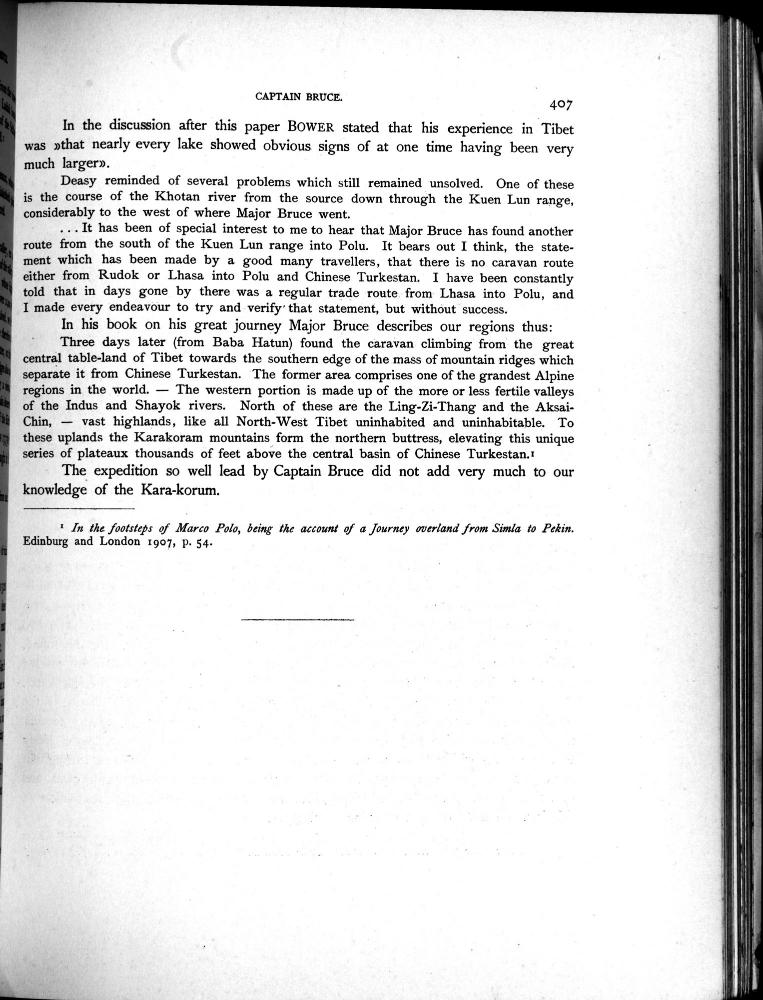 CAPTAIN BRUCE.
407
In the discussion after this paper BOWER stated that his experience in Tibet
was »that nearly every lake showed obvious signs of at one time having been very
much larger».
Deasy reminded of several problems which still remained unsolved. One of these
is the course of the Khotan river from the source down through the Kuen Lun range,
considerably to the west of where Major Bruce went.
... It has been of special interest to me to hear that Major Bruce has found another
route from the south of the Kuen Lun range into Polu. It bears out I think, the state-
ment which has been made by a good many travellers, that there is no caravan route
either from Rudok or Lhasa into Polu and Chinese Turkestan. I have been constantly
told that in days gone by there was a regular trade route from Lhasa into Polu, and
I made every endeavour to try and verify that statement, but without success.
In his book on his great journey Major Bruce describes our regions thus:
Three days later (from Baba Hatun) found the caravan climbing from the great
central table-land of Tibet towards the southern edge of the mass of mountain ridges which
separate it from Chinese Turkestan. The former area comprises one of the grandest Alpine
regions in the world. — The western portion is made up of the more or less fertile valleys
of the Indus and Shayok rivers. North of these are the Ling-Zi-Thang and the Aksai-
Chin, — vast highlands, like all North-West Tibet uninhabited and uninhabitable. To
these uplands the Karakoram mountains form the northern buttress, elevating this unique
series of plateaux thousands of feet above the central basin of Chinese Turkestan.¹
The expedition so well lead by Captain Bruce did not add very much to our
knowledge of the Kara-korum.
¹ In the footsteps of Marco Polo, being the account of a Journey overland from Simla to Pekin.
Edinburg and London 1907, p. 54.